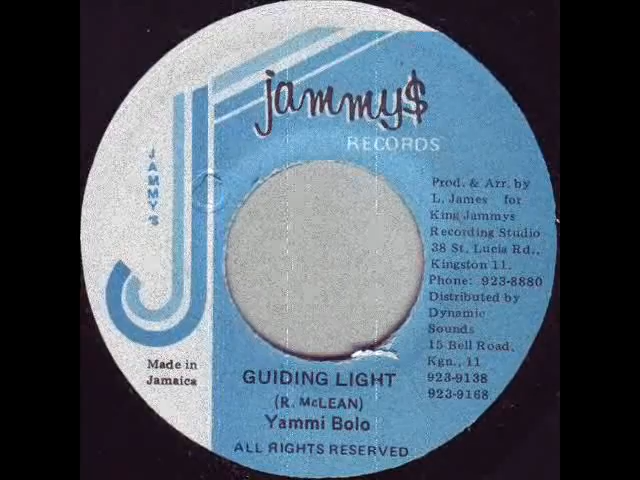 jammy$
RECORDS
JAMMY$
Prod. & Arr. by
L. James for
King Jammys
Recording Studio
38 St. Lucia Rd.,
Kingston 11.
Phone: 923-8880
Distributed by
Dynamic
Sounds
15 Bell Road,
Kgn., 11
923-9138
923-9168
Made in
Jamaica
GUIDING LIGHT
(R. McLEAN)
Yammi Bolo
ALL RIGHTS RESERVED